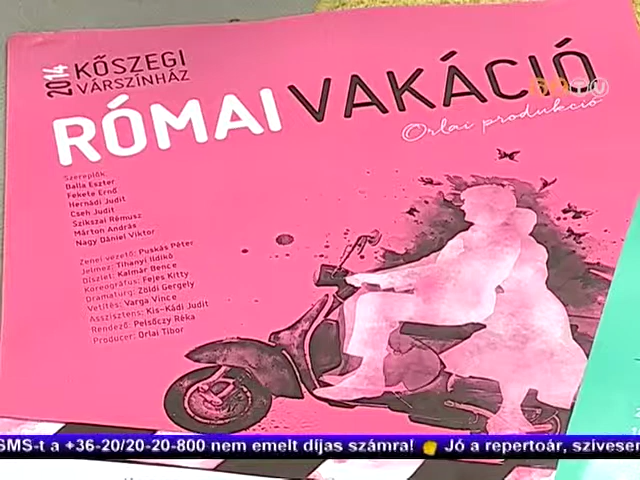 2014
KŐSZEGI
VÁRSZÍNHÁZ
RÓMAI VAKÁCIÓ
Orlai produkció
Szereplők:
Balla Eszter
Fekete Ernő
Hernádi Judit
Cseh Judit
Szikszai Rémusz
Márton András
Nagy Dániel Viktor
Zenei vezető: Puskás Péter
Jelmez: Tihanyi Ildikó
Díszlet: Kalmár Bence
Koreográfus: Fejes Kitty
Dramaturg: Zöldi Gergely
Vetítés: Varga Vince
Asszisztens: Kis-Kádi Judit
Rendező: Pelsőczy Réka
Producer: Orlai Tibor
SMS-t a +36-20/20-20-800 nem emelt díjas számra! Jó a repertoár, szívesen